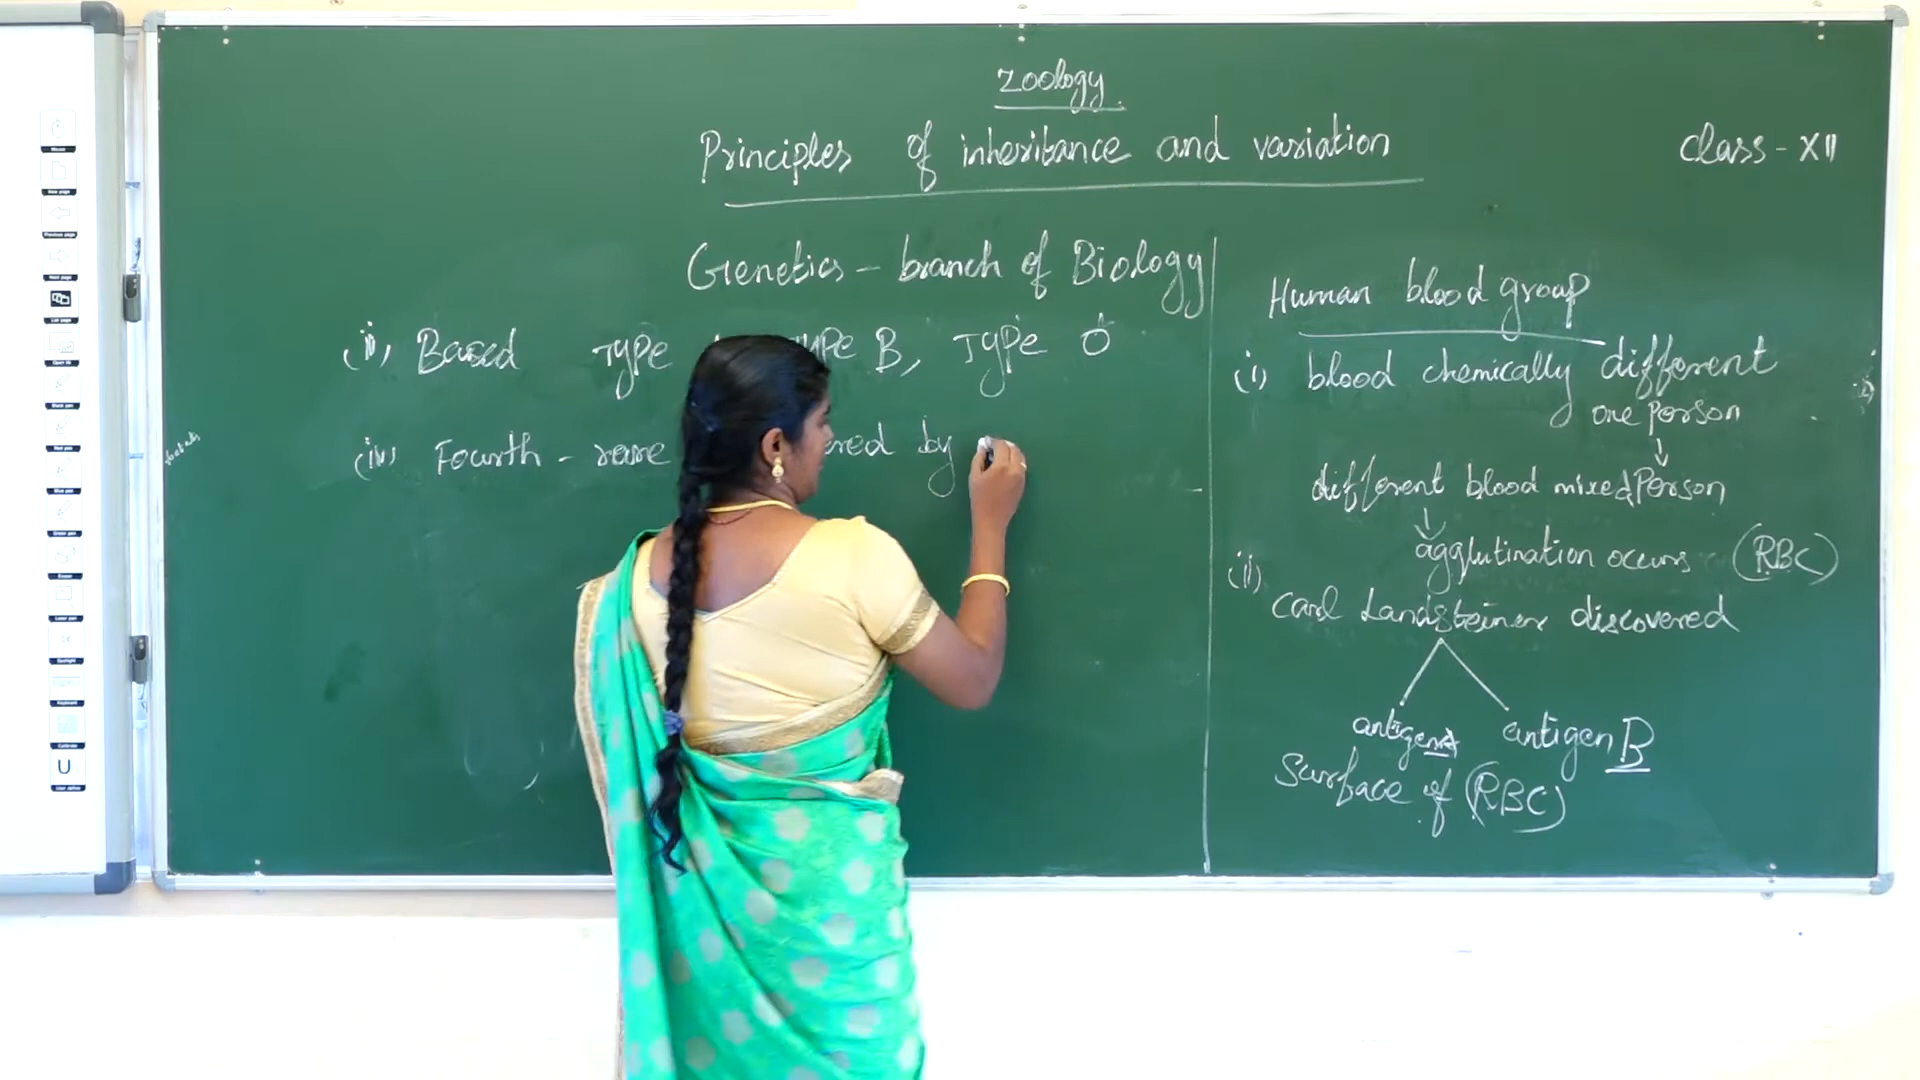 Zoology
Principles of inheritance and variation
Class - XII
Genetics - branch of Biology
Based Type Type B, Type O
(iv) Fourth - rare ered by
Human blood group
(i) blood chemically different
one Person
↓
different blood mixed Person
↓
agglutination occurs (RBC)
(ii)
Carl Landsteiner discovered
antigen A antigen B
Surface of (RBC)